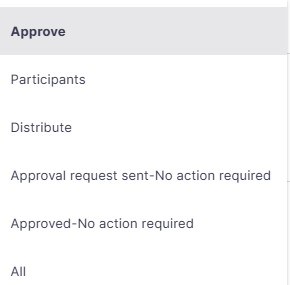 Approve
Participants
Distribute
Approval request sent-No action required
Approved-No action required
All